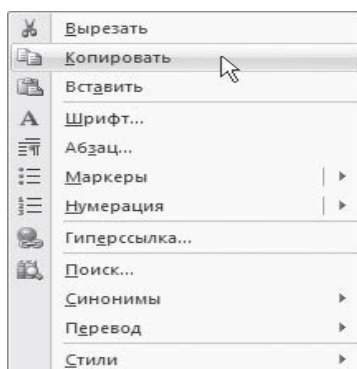 Вырезать
Копировать
Вставить
Шрифт...
Абзац...
Маркеры
Нумерация
Гиперссылка...
Поиск...
Синонимы
Перевод
Стили